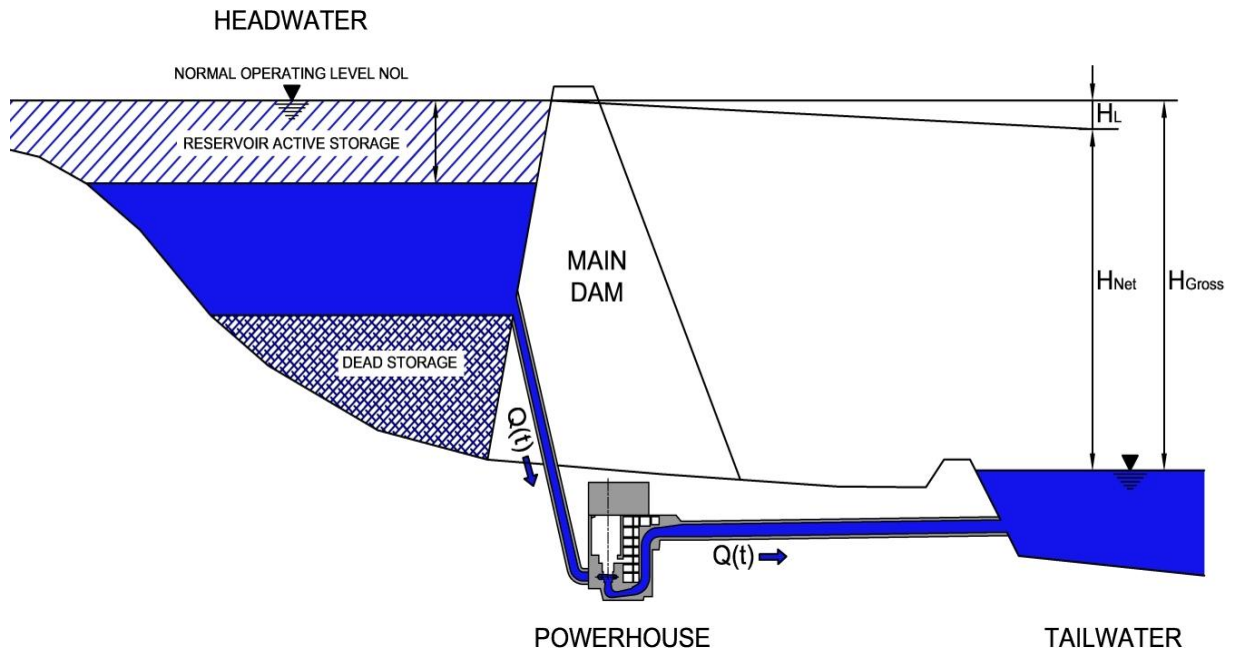 HEADWATER
NORMAL OPERATING LEVEL NOL
RESERVOIR ACTIVE STORAGE
HL
MAIN
DAM
HNet
HGross
DEAD STORAGE
Q(t)
Q(t)
POWERHOUSE
TAILWATER